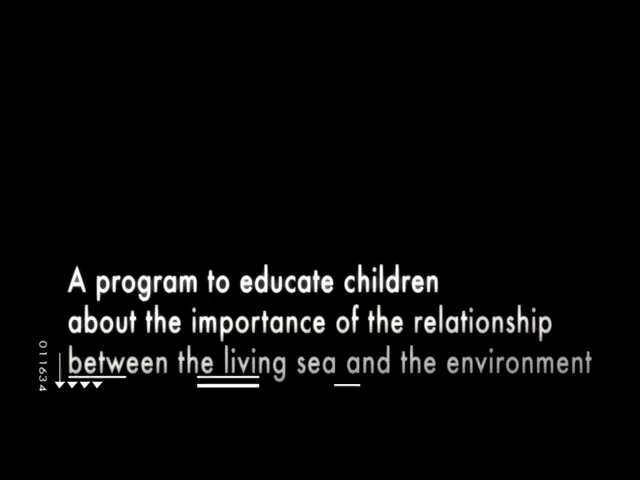 A program to educate children
about the importance of the relationship
between the living sea and the environment
011634